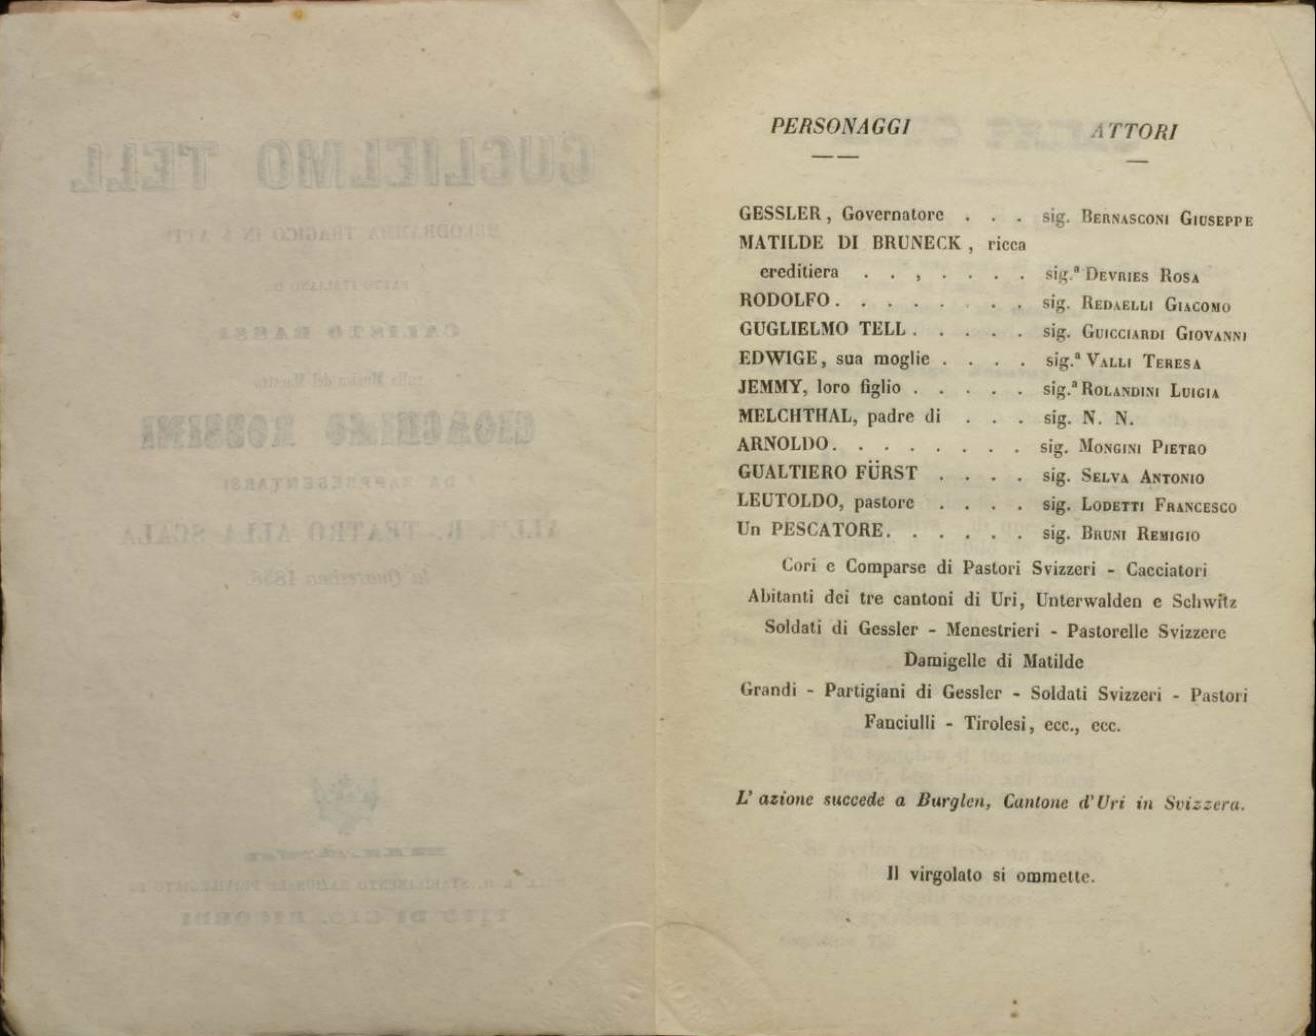 PERSONAGGI ATTORI
GESSLER, Governatore . . . sig. BERNASCONI GIUSEPPE
MATILDE DI BRUNECK, ricca
ereditiera . . , . . . . sig.ª DEVRIES ROSA
RODOLFO. . . . . . . . sig. REDAELLI GIACOMO
GUGLIELMO TELL . . . . . sig. GUICCIARDI GIOVANNI
EDWIGE, sua moglie . . . . sig.ª VALLI TERESA
JEMMY, loro figlio . . . . . sig.ª ROLANDINI LUIGIA
MELCHTHAL, padre di . . . sig. N. N.
ARNOLDO. . . . . . . . sig. MONGINI PIETRO
GUALTIERO FÜRST . . . . sig. SELVA ANTONIO
LEUTOLDO, pastore . . . . sig. LODETTI FRANCESCO
Un PESCATORE. . . . . . sig. BRUNI REMIGIO
Cori e Comparse di Pastori Svizzeri - Cacciatori
Abitanti dei tre cantoni di Uri, Unterwalden e Schwitz
Soldati di Gessler - Menestrieri - Pastorelle Svizzere
Damigelle di Matilde
Grandi - Partigiani di Gessler - Soldati Svizzeri - Pastori
Fanciulli - Tirolesi, ecc., ecc.
L' azione succede a Burglen, Cantone d'Uri in Svizzera.
Il virgolato si ommette.